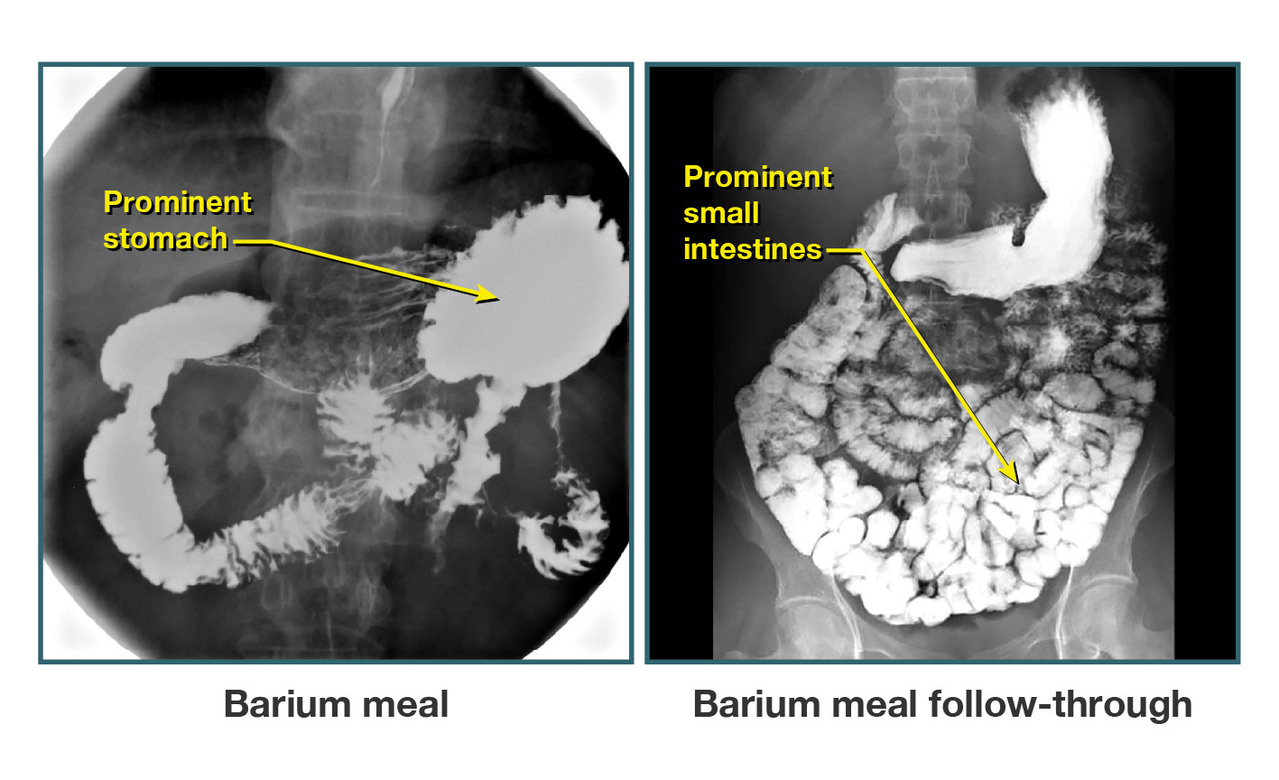 Prominent
stomach
Prominent
small
intestines
Barium meal
Barium meal follow-through